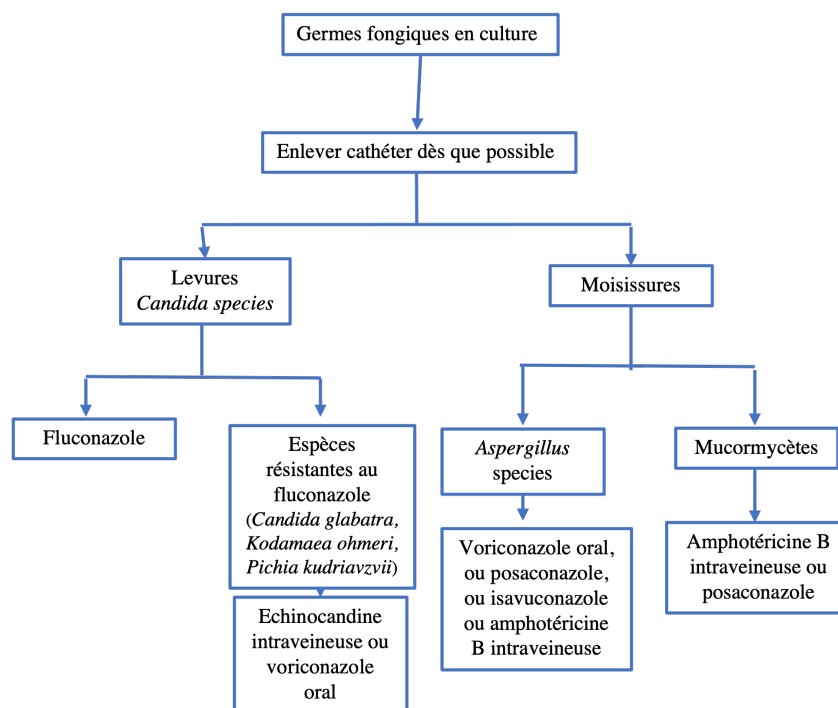 Germes fongiques en culture
Enlever cathéter dès que possible
Levures
Candida species
Moisissures
Fluconazole
Espèces
résistantes au
fluconazole
(Candida glabatra,
Kodamaea ohmeri,
Pichia kudriavzvii)
Aspergillus
species
Mucormycètes
Echinocandine
intraveineuse ou
voriconazole
oral
Voriconazole oral,
ou posaconazole,
ou isavuconazole
ou amphotéricine
B intraveineuse
Amphotéricine B
intraveineuse ou
posaconazole